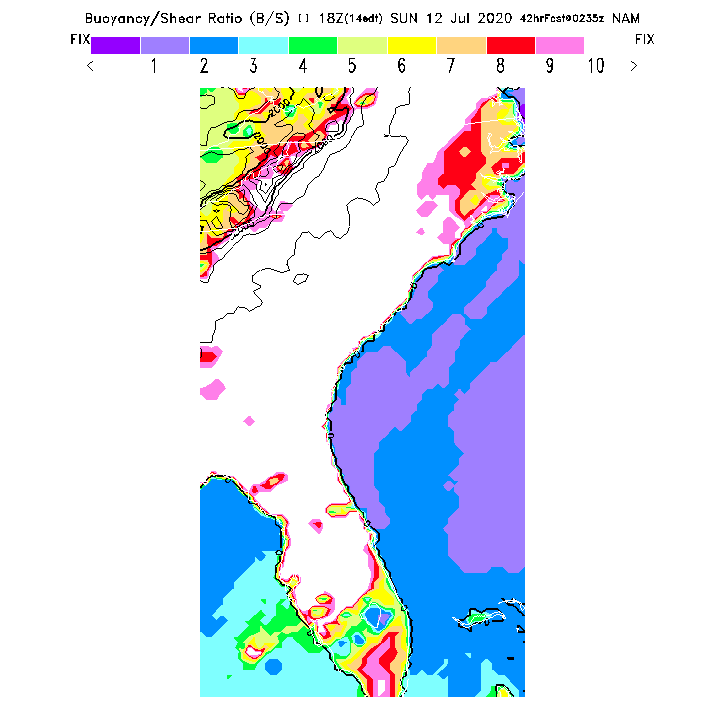 Buoyancy/Shear Ratio (B/S) [] 18Z(14edt) SUN 12 Jul 2020 42hrFcst@0235z NAM
FIX FIX
< 1 2 3 4 5 6 7 8 9 10 >
2000